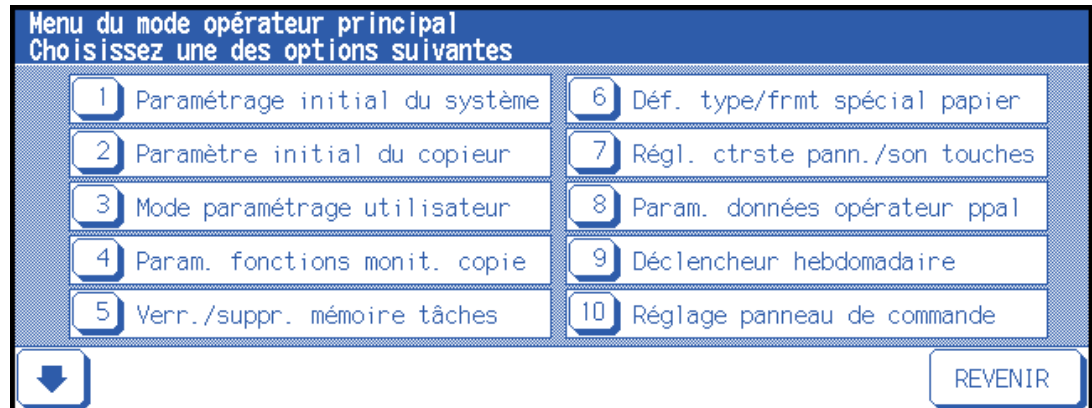 Menu du mode opérateur principal
Choisissez une des options suivantes
1 Paramétrage initial du système
2 Paramètre initial du copieur
3 Mode paramétrage utilisateur
4 Param. fonctions monit. copie
5 Verr./suppr. mémoire tâches
6 Déf. type/frmt spécial papier
7 Régl. ctrste pann./son touches
8 Param. données opérateur ppal
9 Déclencheur hebdomadaire
10 Réglage panneau de commande
REVENIR